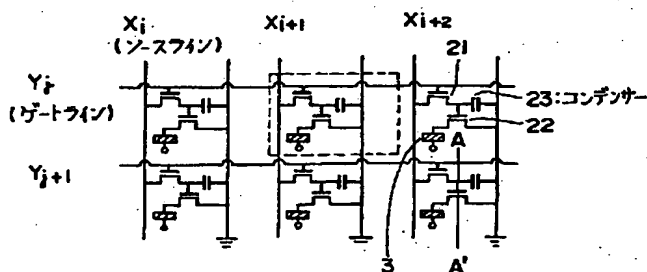 Xi Xi+1 Xi+2
(ソースライン)
21
Yj
(ゲートライン)
23:コンデンサー
22
A
Yj+1
3
A'